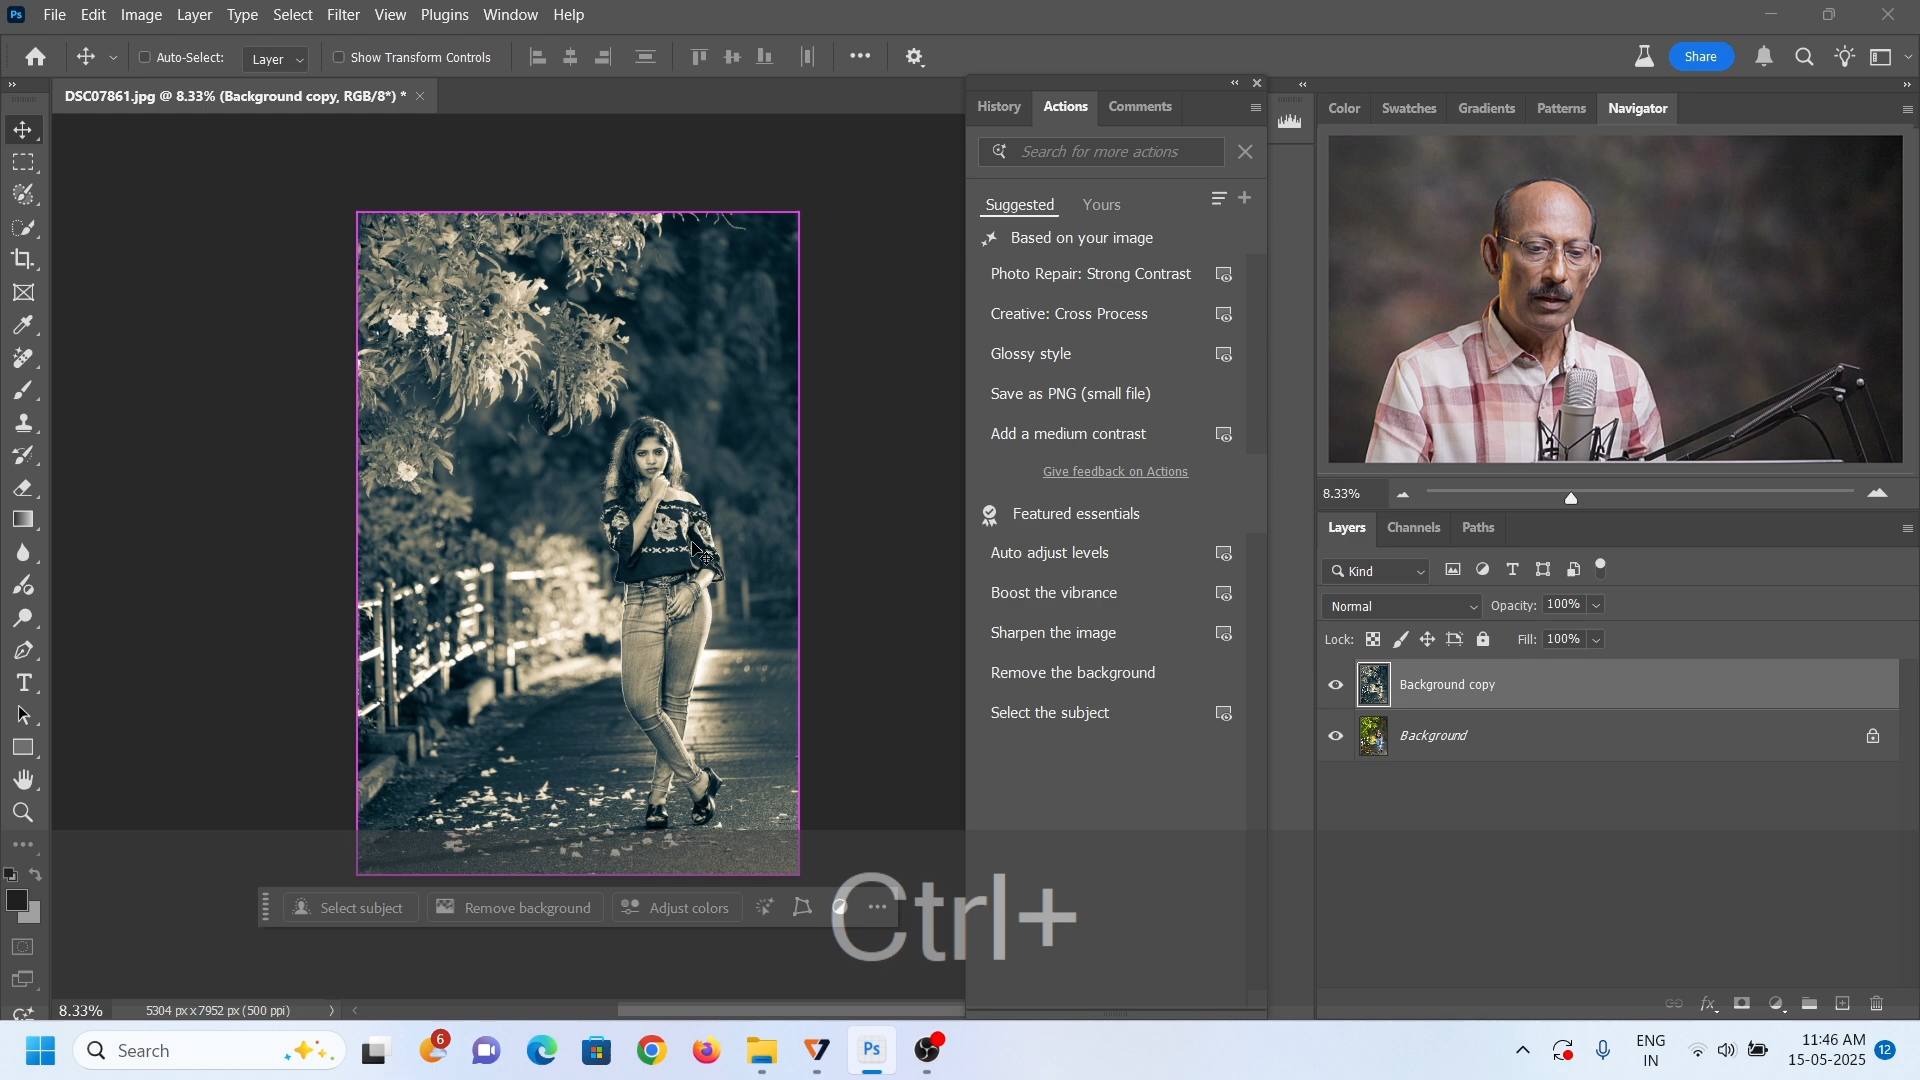 Ps File Edit Image Layer Type Select Filter View Plugins Window Help
Auto-Select: Layer Show Transform Controls Share
DSC07861.jpg @ 8.33% (Background copy, RGB/8*) *
History Actions Comments
Search for more actions
Suggested Yours
Based on your image
Photo Repair: Strong Contrast
Creative: Cross Process
Glossy style
Save as PNG (small file)
Add a medium contrast
Give feedback on Actions
Featured essentials
Auto adjust levels
Boost the vibrance
Sharpen the image
Remove the background
Select the subject
Color Swatches Gradients Patterns Navigator
8.33%
Layers Channels Paths
Kind
Normal Opacity: 100%
Lock: Fill: 100%
Background copy
Background
Select subject Remove background Adjust colors
Ctrl+
8.33% 5304 px x 7952 px (500 ppi)
Search 6 Ps ENG 11:46 AM
IN 15-05-2025 12